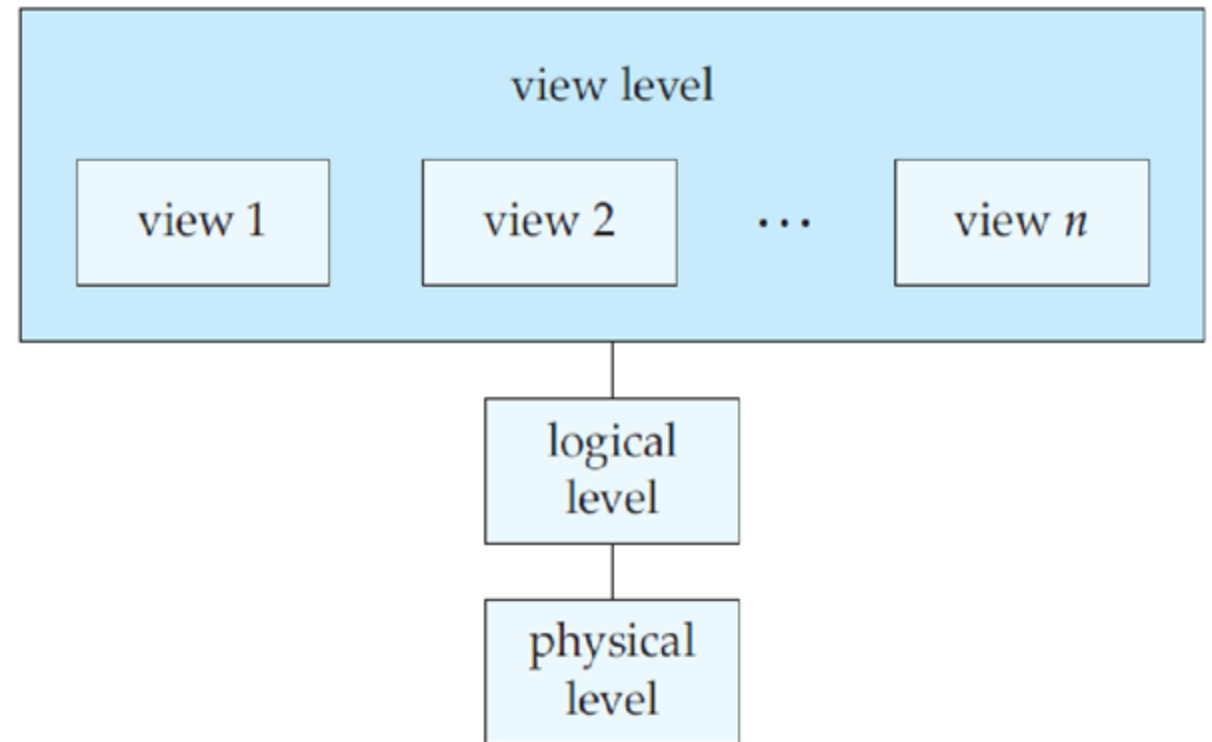 view level
view 1
view 2
...
view n
logical
level
physical
level